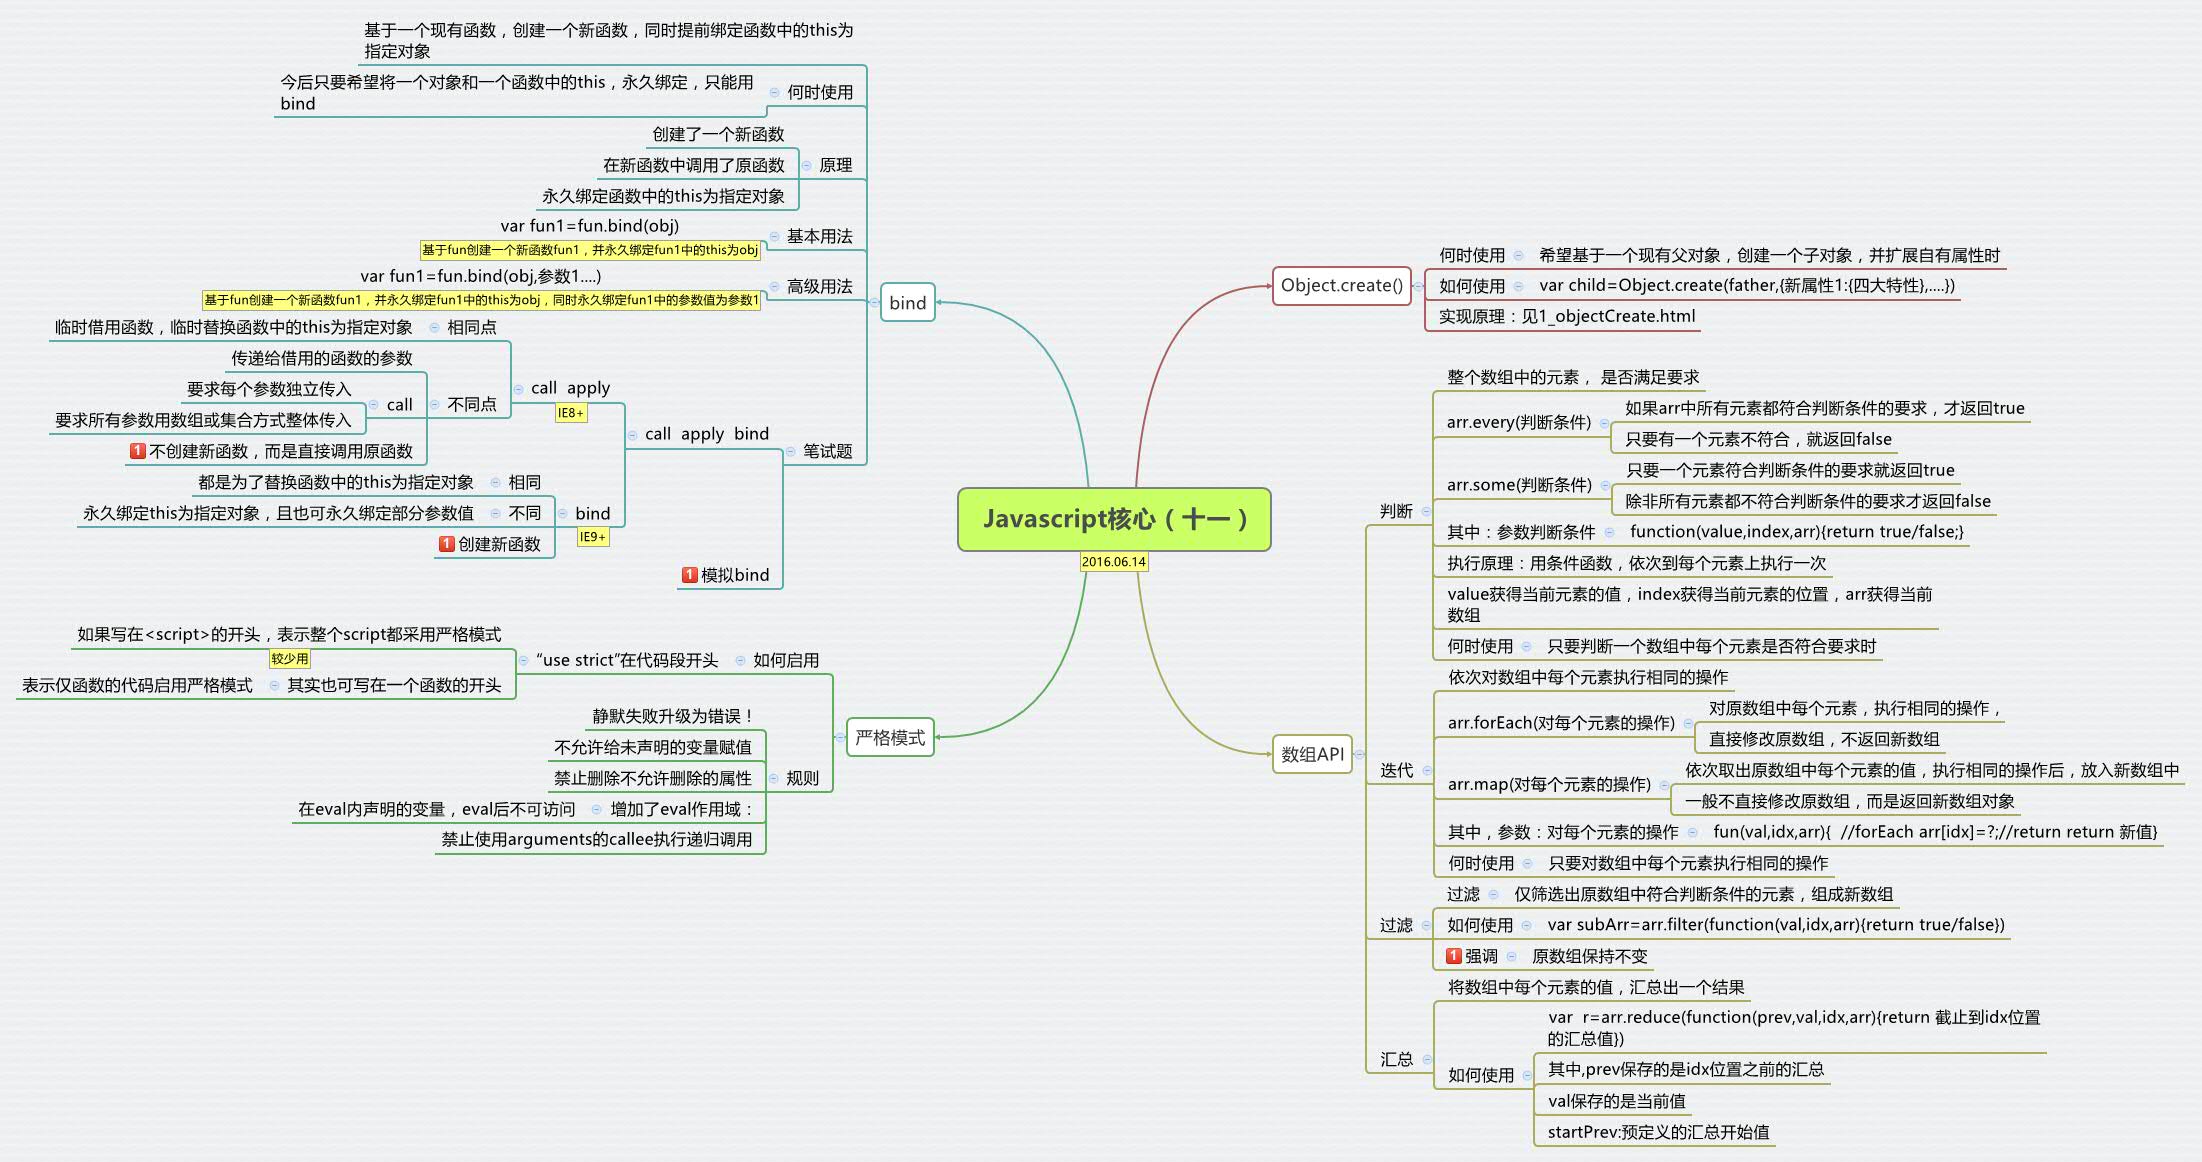 Javascript核心（十一）
2016.06.14
bind
基于一个现有函数，创建一个新函数，同时提前绑定函数中的this为
指定对象
何时使用
今后只要希望将一个对象和一个函数中的this，永久绑定，只能用
bind
原理
创建了一个新函数
在新函数中调用了原函数
永久绑定函数中的this为指定对象
基本用法
var fun1=fun.bind(obj)
基于fun创建一个新函数fun1，并永久绑定fun1中的this为obj
高级用法
var fun1=fun.bind(obj,参数1....)
基于fun创建一个新函数fun1，并永久绑定fun1中的this为obj，同时永久绑定fun1中的参数值为参数1
笔试题
call  apply  bind
call  apply
IE8+
相同点
临时借用函数，临时替换函数中的this为指定对象
不同点
传递给借用的函数的参数
call
要求每个参数独立传入
要求所有参数用数组或集合方式整体传入
1 不创建新函数，而是直接调用原函数
bind
IE9+
相同
都是为了替换函数中的this为指定对象
不同
永久绑定this为指定对象，且也可永久绑定部分参数值
1 创建新函数
1 模拟bind
严格模式
如何启用
“use strict”在代码段开头
如果写在<script>的开头，表示整个script都采用严格模式
较少用
其实也可写在一个函数的开头
表示仅函数的代码启用严格模式
规则
静默失败升级为错误！
不允许给未声明的变量赋值
禁止删除不允许删除的属性
增加了eval作用域：
在eval内声明的变量，eval后不可访问
禁止使用arguments的callee执行递归调用
Object.create()
何时使用
希望基于一个现有父对象，创建一个子对象，并扩展自有属性时
如何使用
var child=Object.create(father,{新属性1:{四大特性},....})
实现原理：见1_objectCreate.html
数组API
判断
整个数组中的元素， 是否满足要求
arr.every(判断条件)
如果arr中所有元素都符合判断条件的要求，才返回true
只要有一个元素不符合，就返回false
arr.some(判断条件)
只要一个元素符合判断条件的要求就返回true
除非所有元素都不符合判断条件的要求才返回false
其中：参数判断条件
function(value,index,arr){return true/false;}
执行原理：用条件函数，依次到每个元素上执行一次
value获得当前元素的值，index获得当前元素的位置，arr获得当前
数组
何时使用
只要判断一个数组中每个元素是否符合要求时
迭代
依次对数组中每个元素执行相同的操作
arr.forEach(对每个元素的操作)
对原数组中每个元素，执行相同的操作，
直接修改原数组，不返回新数组
arr.map(对每个元素的操作)
依次取出原数组中每个元素的值，执行相同的操作后，放入新数组中
一般不直接修改原数组，而是返回新数组对象
其中，参数：对每个元素的操作
fun(val,idx,arr){  //forEach arr[idx]=?;//return return 新值}
何时使用
只要对数组中每个元素执行相同的操作
过滤
过滤
仅筛选出原数组中符合判断条件的元素，组成新数组
如何使用
var subArr=arr.filter(function(val,idx,arr){return true/false})
1 强调
原数组保持不变
汇总
将数组中每个元素的值，汇总出一个结果
如何使用
var  r=arr.reduce(function(prev,val,idx,arr){return 截止到idx位置
的汇总值})
其中,prev保存的是idx位置之前的汇总
val保存的是当前值
startPrev:预定义的汇总开始值